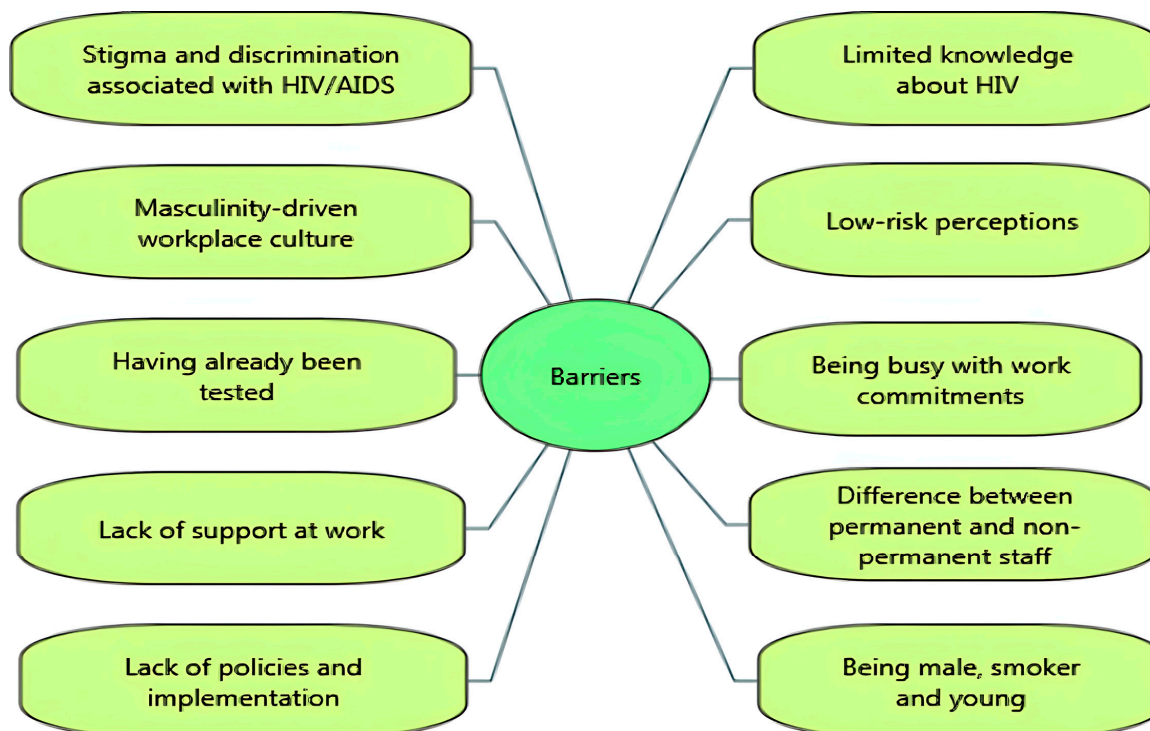 Stigma and discrimination
associated with HIV/AIDS
Masculinity-driven
workplace culture
Having already been
tested
Lack of support at work
Lack of policies and
implementation
Barriers
Limited knowledge
about HIV
Low-risk perceptions
Being busy with work
commitments
Difference between
permanent and non-
permanent staff
Being male, smoker
and young